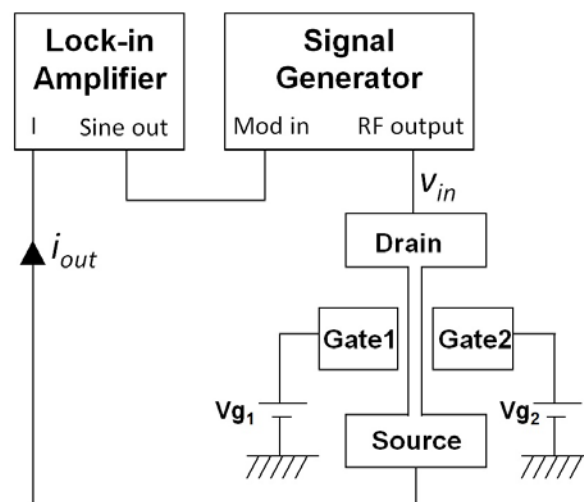 Lock-in
Amplifier
I Sine out
Signal
Generator
Mod in RF output
v_in
i_out
Drain
Gate1
Gate2
Vg₁
Vg₂
Source